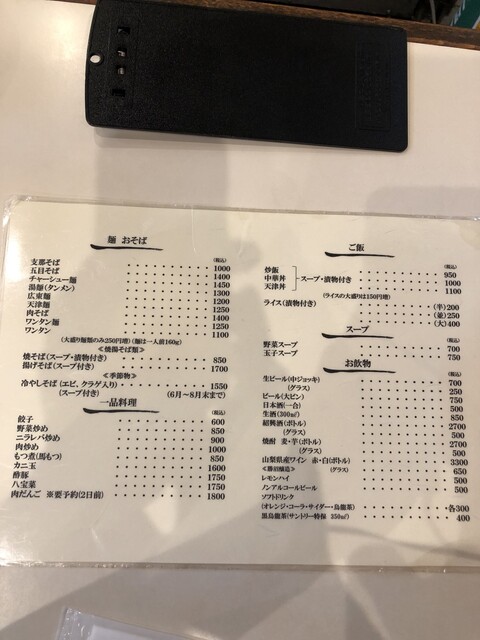 麺 おそば
(税込)
支那そば 1000
五目そば 1400
チャーシュー麺 1450
湯麺(タンメン) 1300
広東麺 1200
天津麺 1250
肉そば 1400
ワンタン麺 1250
ワンタン 1100
(大盛り麺類のみ250円増) (麺は一人前160g)
≪焼揚そば類≫
焼そば(スープ・漬物付き) 850
揚げそば(スープ付き) 1700
≪季節物≫
冷やしそば(エビ、クラゲ入り) 1550
(スープ付き) (6月～8月末まで)
一品料理
(税込)
餃子 600
野菜炒め 850
ニラレバ炒め 900
肉炒め 1000
もつ煮(馬もつ) 850
カニ玉 1600
酢豚 1750
八宝菜 1750
肉だんご ※要予約(2日前) 1800
ご飯
(税込)
炒飯 950
中華丼 スープ・漬物付き 1000
天津丼 1100
(ライスの大盛りは150円増)
ライス(漬物付き) (半)200
(並)250
(大)400
スープ
(税込)
野菜スープ 700
玉子スープ 750
お飲物
(税込)
生ビール(中ジョッキ) 700
(グラス) 250
ビール(大ビン) 750
日本酒(一合) 500
生酒(300㎖) 850
紹興酒(ボトル) 2700
(グラス) 500
焼酎 麦・芋(ボトル) 2700
(グラス) 500
山梨県産ワイン 赤・白(ボトル) 3300
(グラス) 650
レモンハイ 500
ノンアルコールビール 500
ソフトドリンク
(オレンジ・コーラ・サイダー・烏龍茶) 各300
黒烏龍茶(サントリー特保 350㎖) 400